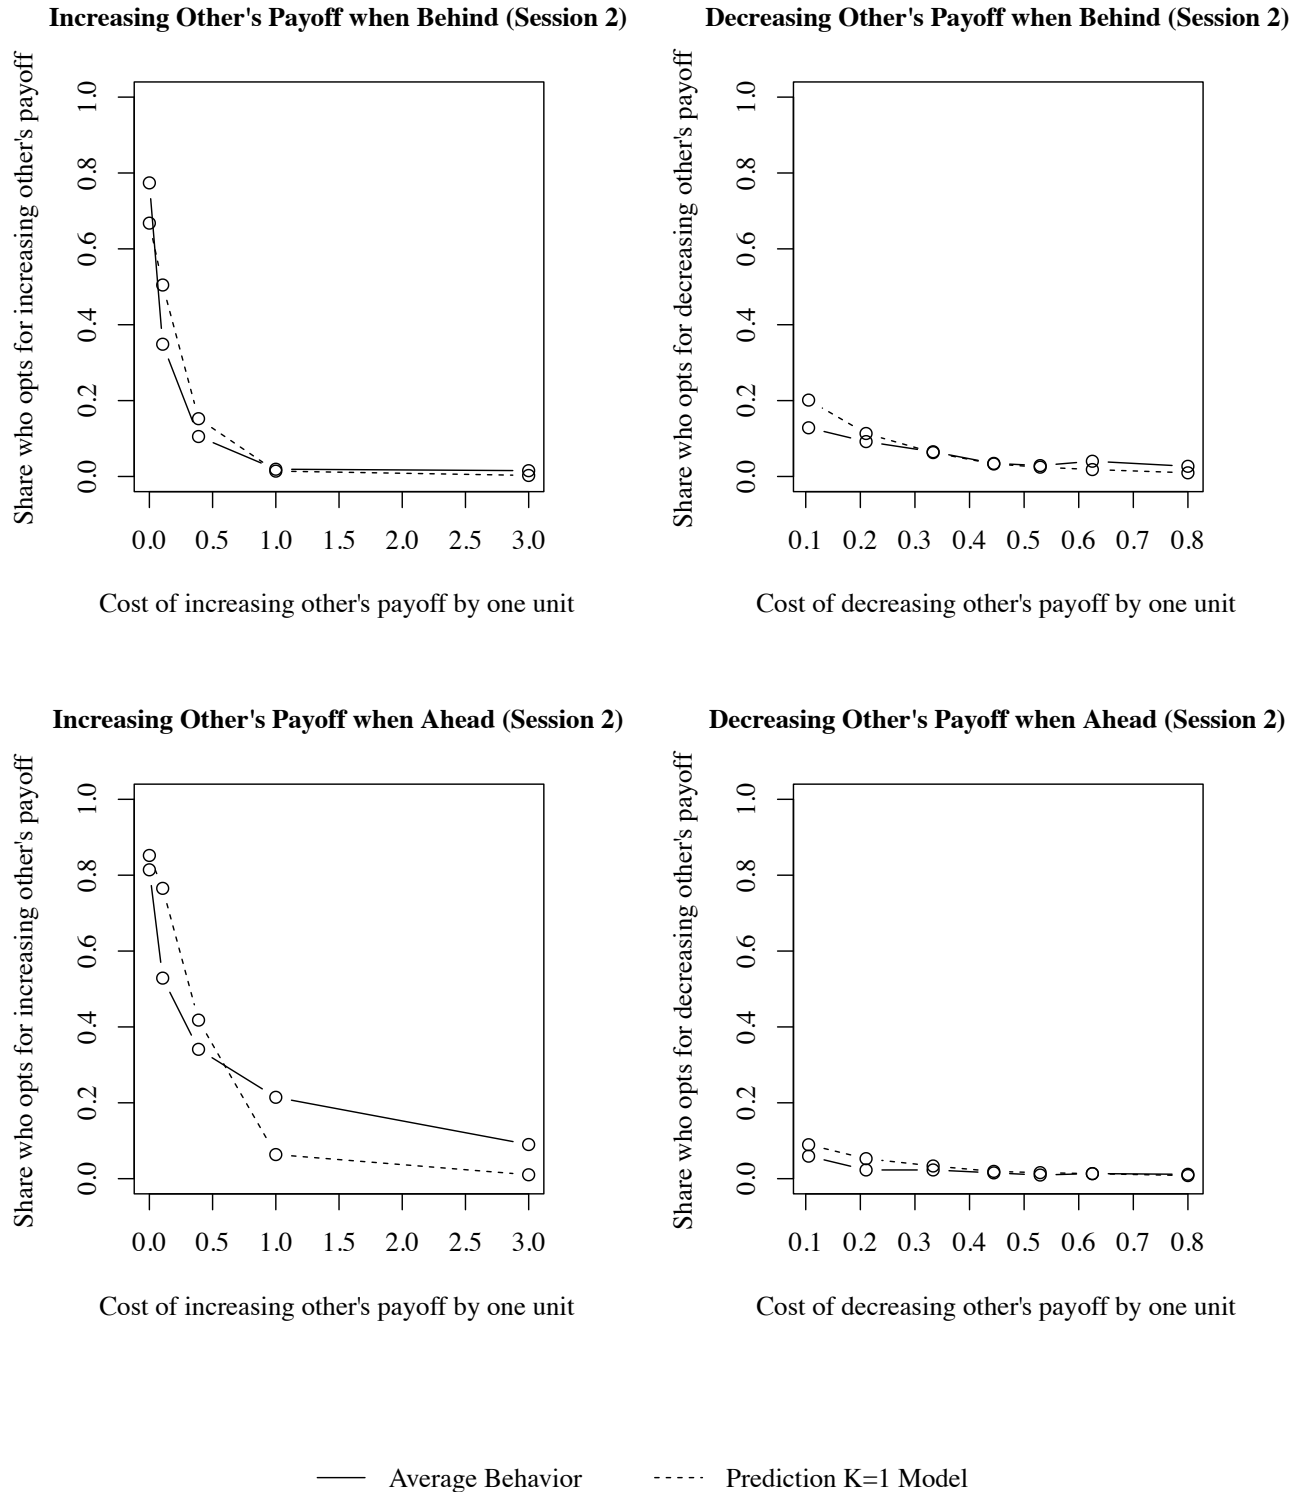 Increasing Other's Payoff when Behind (Session 2)
Share who opts for increasing other's payoff
1.0
0.8
0.6
0.4
0.2
0.0
0.0 0.5 1.0 1.5 2.0 2.5 3.0
Cost of increasing other's payoff by one unit
Decreasing Other's Payoff when Behind (Session 2)
Share who opts for decreasing other's payoff
1.0
0.8
0.6
0.4
0.2
0.0
0.1 0.2 0.3 0.4 0.5 0.6 0.7 0.8
Cost of decreasing other's payoff by one unit
Increasing Other's Payoff when Ahead (Session 2)
Share who opts for increasing other's payoff
1.0
0.8
0.6
0.4
0.2
0.0
0.0 0.5 1.0 1.5 2.0 2.5 3.0
Cost of increasing other's payoff by one unit
Decreasing Other's Payoff when Ahead (Session 2)
Share who opts for decreasing other's payoff
1.0
0.8
0.6
0.4
0.2
0.0
0.1 0.2 0.3 0.4 0.5 0.6 0.7 0.8
Cost of decreasing other's payoff by one unit
Average Behavior
Prediction K=1 Model